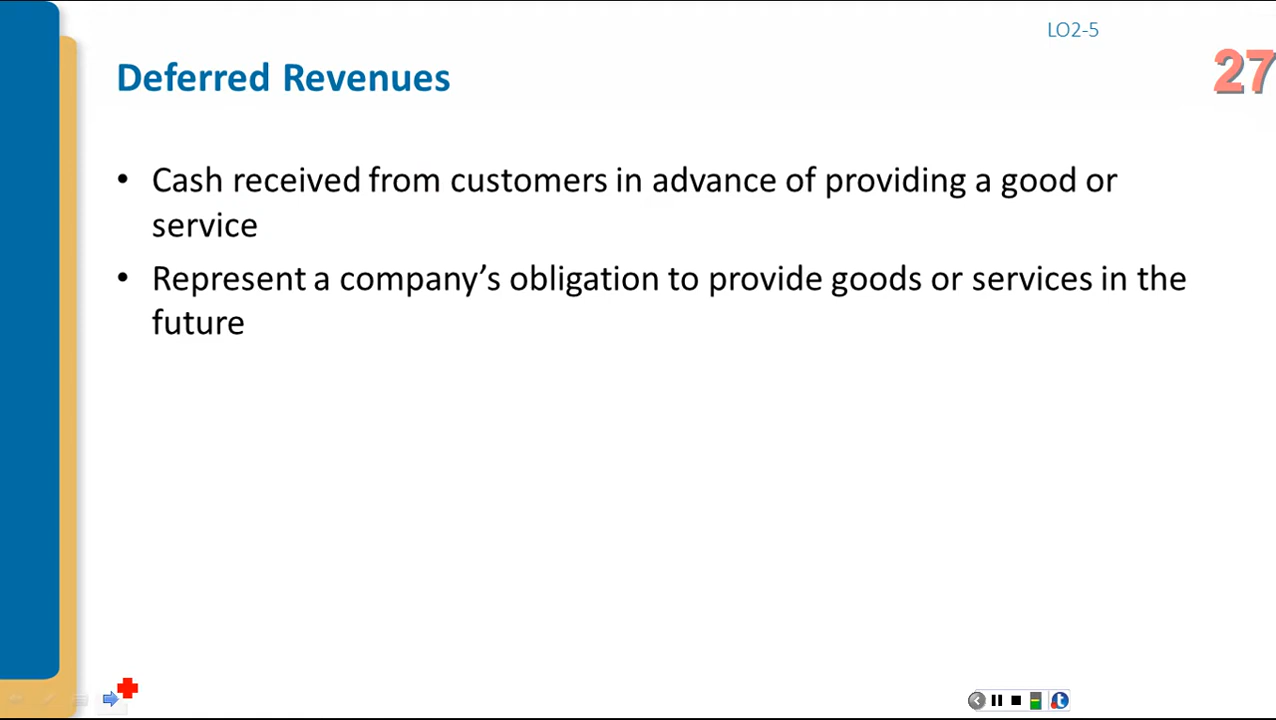 LO2-5
27
Deferred Revenues
• Cash received from customers in advance of providing a good or
service
• Represent a company’s obligation to provide goods or services in the
future